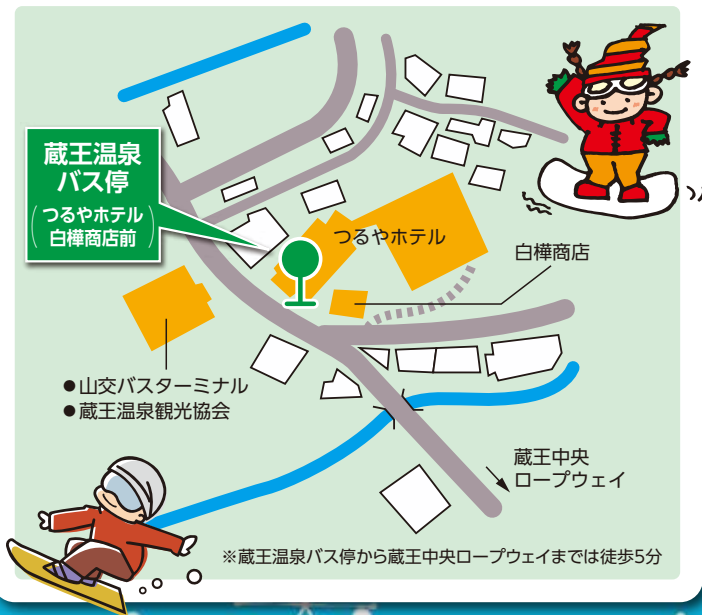 蔵王温泉
バス停
(つるやホテル
白樺商店前)
つるやホテル
白樺商店
●山交バスターミナル
●蔵王温泉観光協会
蔵王中央
ロープウェイ
※蔵王温泉バス停から蔵王中央ロープウェイまでは徒歩5分